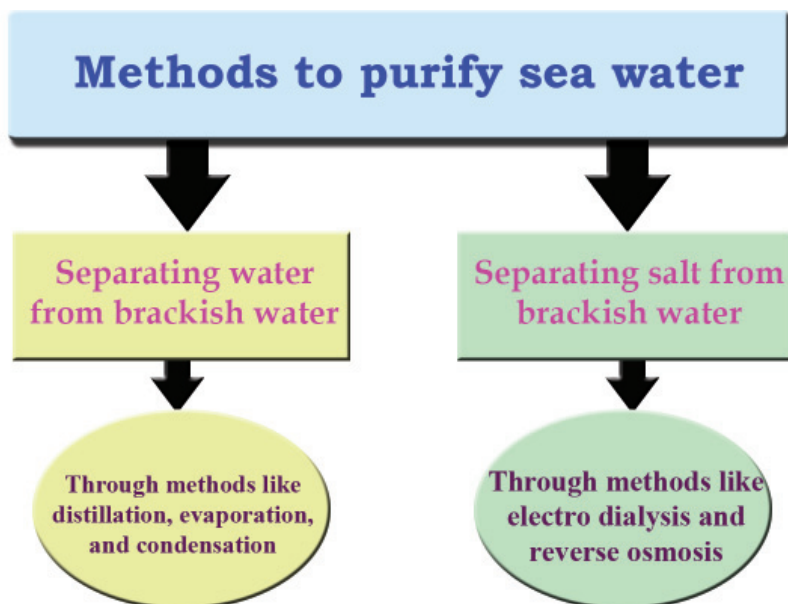 Methods to purify sea water
Separating water
from brackish water
Through methods like
distillation, evaporation,
and condensation
Separating salt from
brackish water
Through methods like
electro dialysis and
reverse osmosis